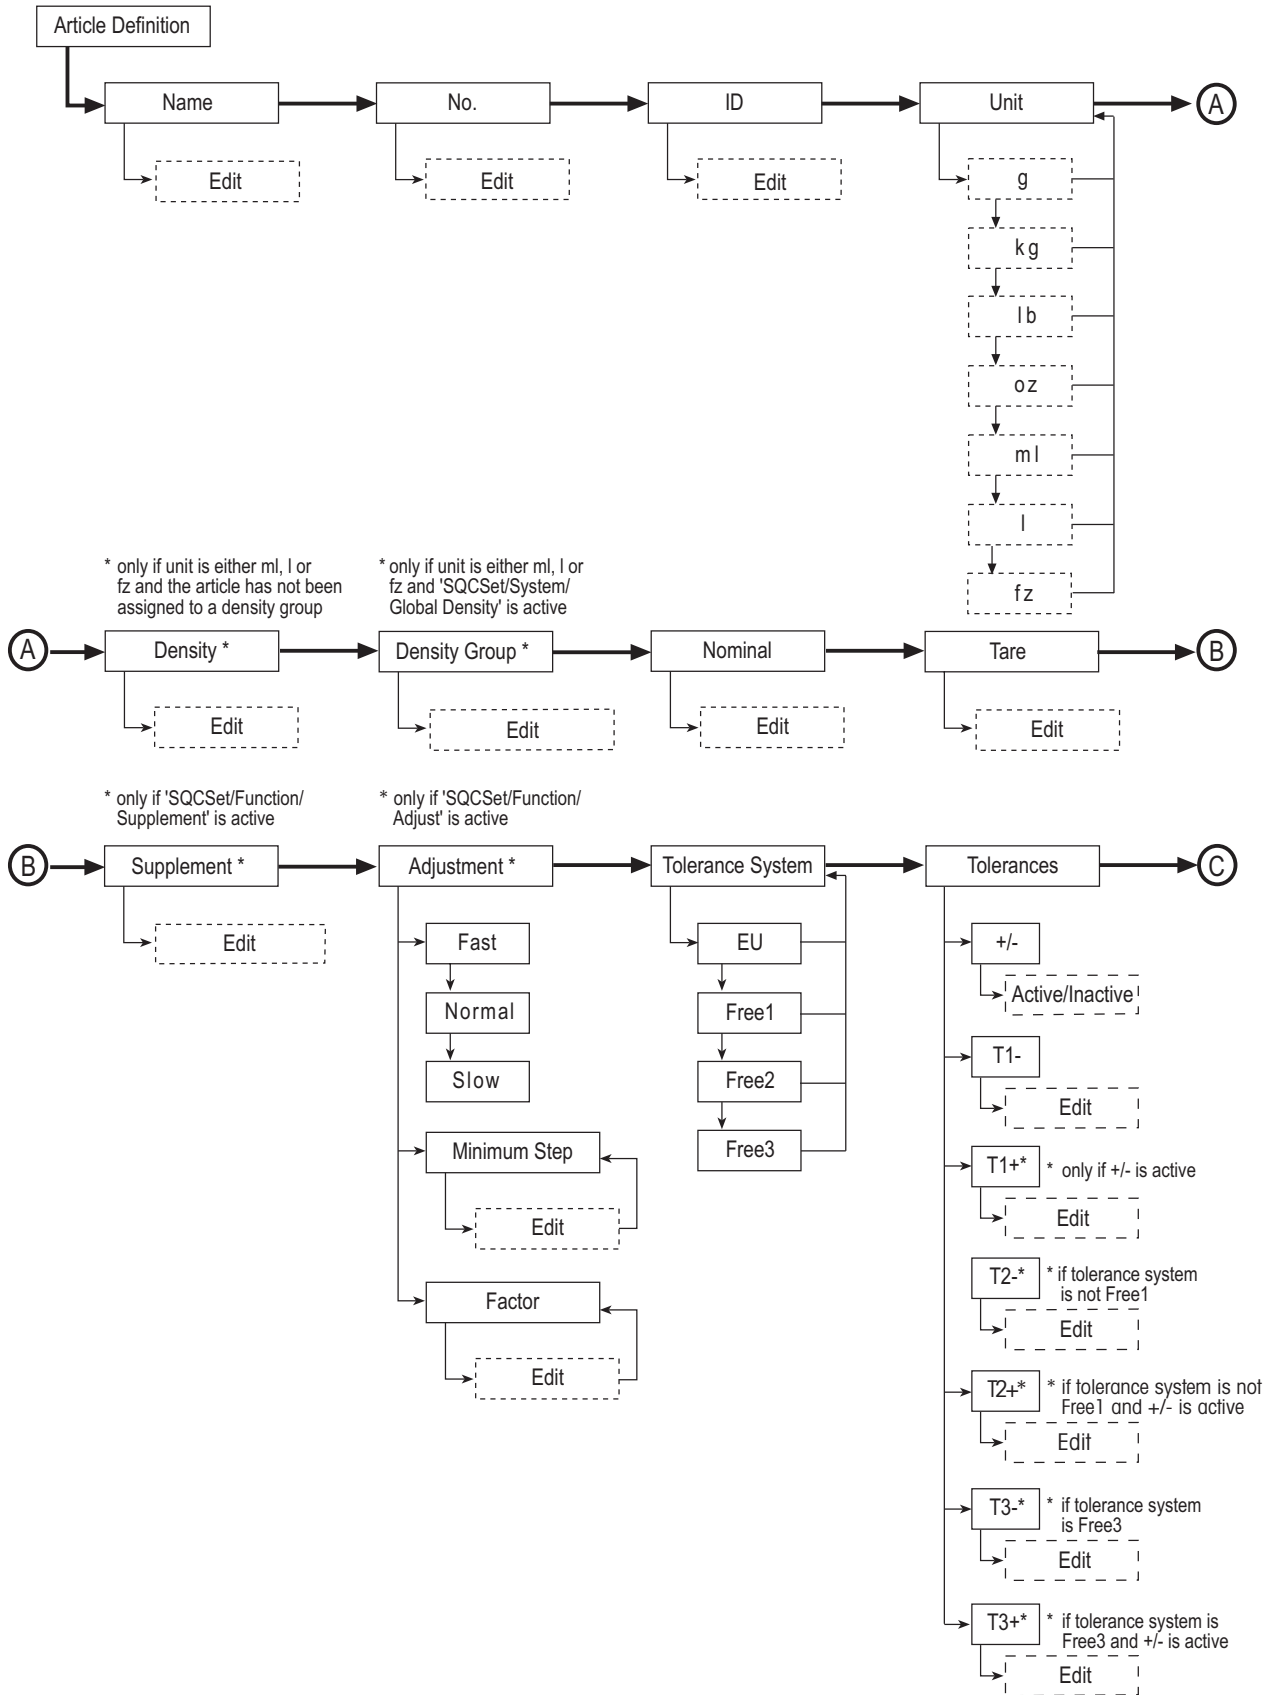 Article Definition
Name
No.
ID
Unit
A
Edit
Edit
Edit
g
kg
lb
oz
ml
l
fz
* only if unit is either ml, l or
fz and the article has not been
assigned to a density group
* only if unit is either ml, l or
fz and 'SQCSet/System/
Global Density' is active
A
Density *
Density Group *
Nominal
Tare
B
Edit
Edit
Edit
Edit
* only if 'SQCSet/Function/
Supplement' is active
* only if 'SQCSet/Function/
Adjust' is active
B
Supplement *
Adjustment *
Tolerance System
Tolerances
C
Edit
Fast
Normal
Slow
Minimum Step
Edit
Factor
Edit
EU
Free1
Free2
Free3
+/-
Active/Inactive
T1-
Edit
T1+*
* only if +/- is active
Edit
T2-*
* if tolerance system
is not Free1
Edit
T2+*
* if tolerance system is not
Free1 and +/- is active
Edit
T3-*
* if tolerance system
is Free3
Edit
T3+*
* if tolerance system is
Free3 and +/- is active
Edit